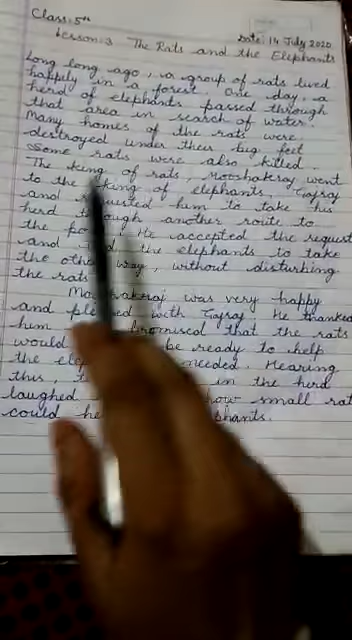 Class: 5th
Date: 14 July 2020
Lesson: 3 The Rats and the Elephants
Long long ago, a group of rats lived
happily in a forest. One day, a
herd of elephants passed through
that area in search of water.
Many homes of the rats were
destroyed under their big feet
Some rats were also killed.
The king of rats, Mooshakraj went
to the king of elephants, Gajraj
and him to take his
herd through another route to
the He accepted the request
and the elephants to take
the other way, without disturbing
the rats
was very happy
and with Gajraj. He thanked
him promised that the rats
would be ready to help
the needed. Hearing
this, in the herd
laughed how small rat
could